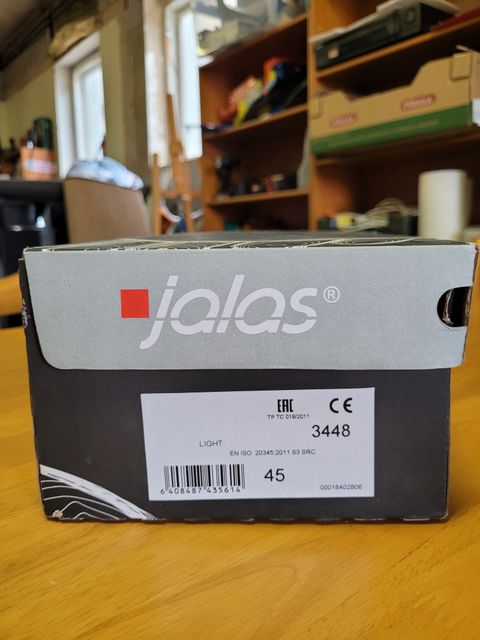 jalas®
EAC CE
TP TC 019/2011
3448
LIGHT
EN ISO 20345:2011 S3 SRC
45
6 408487 435614
00018A02B06